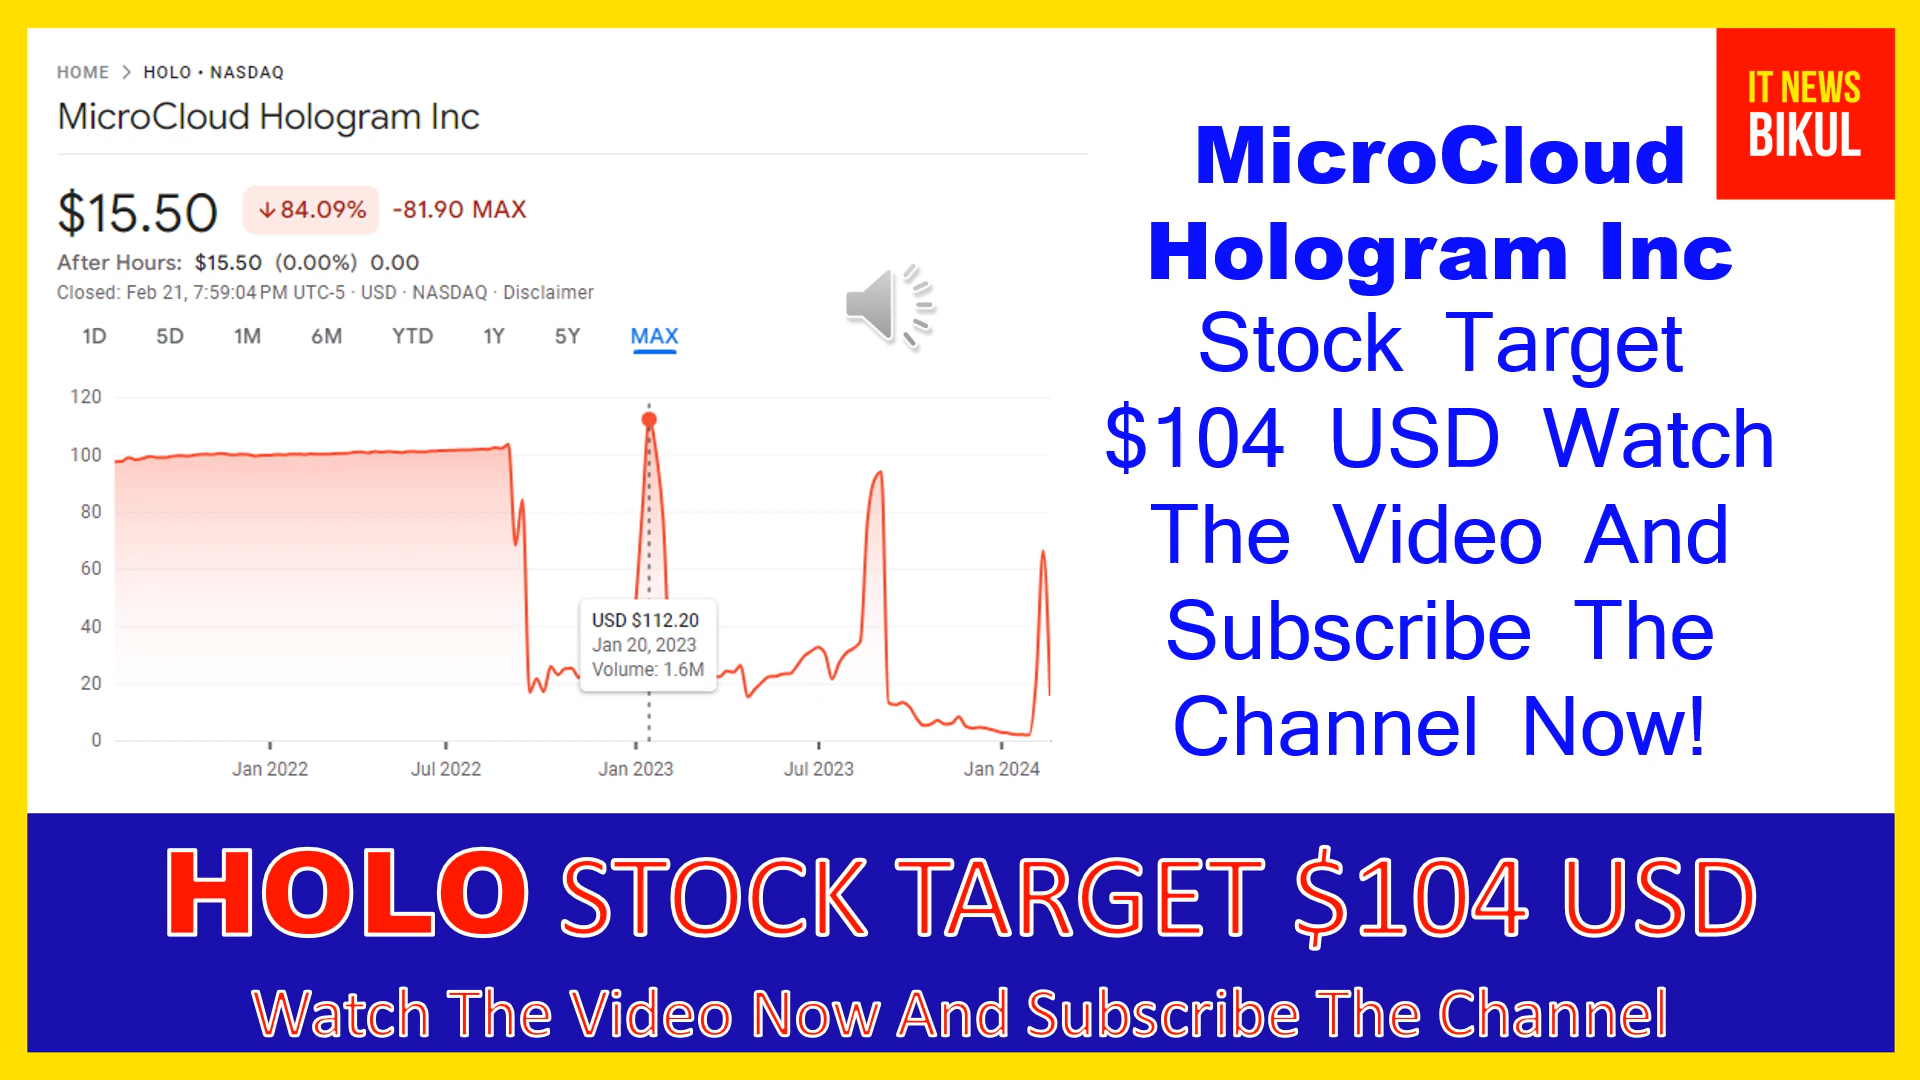 HOME > HOLO • NASDAQ
MicroCloud Hologram Inc
$15.50 ↓84.09% -81.90 MAX
After Hours: $15.50 (0.00%) 0.00
Closed: Feb 21, 7:59:04 PM UTC-5 · USD · NASDAQ · Disclaimer
1D 5D 1M 6M YTD 1Y 5Y MAX
120
100
80
60
40
20
0
USD $112.20
Jan 20, 2023
Volume: 1.6M
Jan 2022 Jul 2022 Jan 2023 Jul 2023 Jan 2024
IT NEWS
BIKUL
MicroCloud
Hologram Inc
Stock Target
$104 USD Watch
The Video And
Subscribe The
Channel Now!
HOLO STOCK TARGET $104 USD
Watch The Video Now And Subscribe The Channel